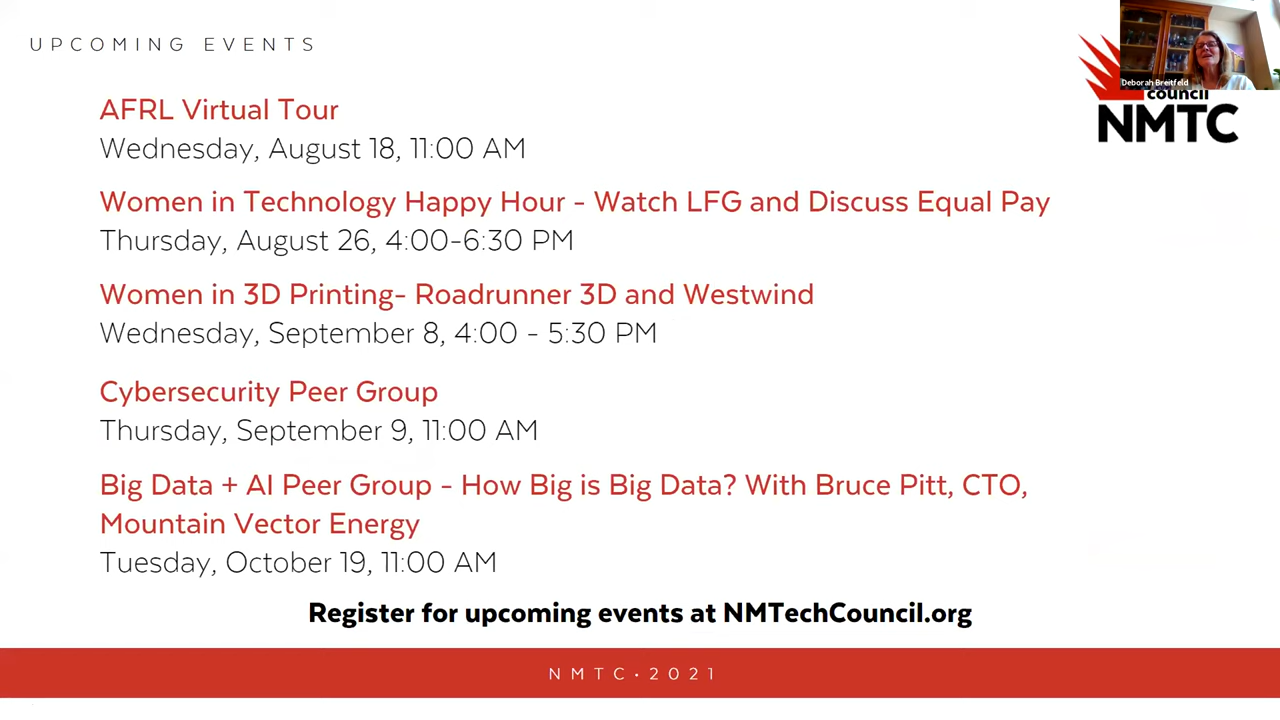 UPCOMING EVENTS
Deborah Breitfeld
council
NMTC
AFRL Virtual Tour
Wednesday, August 18, 11:00 AM
Women in Technology Happy Hour - Watch LFG and Discuss Equal Pay
Thursday, August 26, 4:00-6:30 PM
Women in 3D Printing- Roadrunner 3D and Westwind
Wednesday, September 8, 4:00 - 5:30 PM
Cybersecurity Peer Group
Thursday, September 9, 11:00 AM
Big Data + AI Peer Group - How Big is Big Data? With Bruce Pitt, CTO,
Mountain Vector Energy
Tuesday, October 19, 11:00 AM
Register for upcoming events at NMTechCouncil.org
NMTC•2021